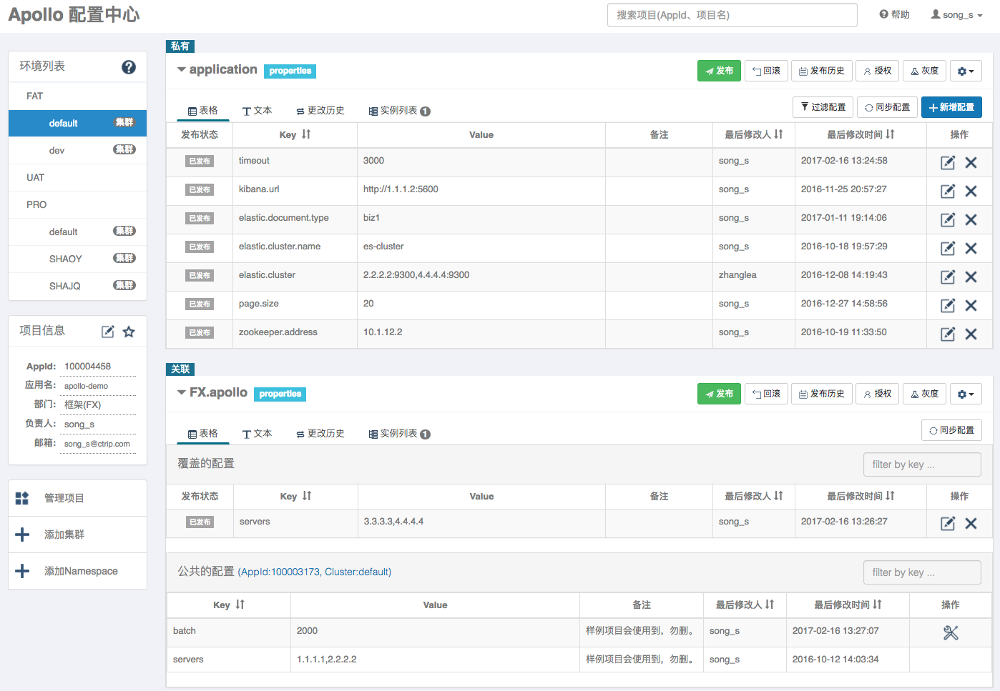 Apollo 配置中心
搜索项目(AppId、项目名)
帮助
song_s
环境列表
FAT
default 集群
dev 集群
UAT
PRO
default 集群
SHAOY 集群
SHAJQ 集群
项目信息
AppId: 100004458
应用名: apollo-demo
部门: 框架(FX)
负责人: song_s
邮箱: song_s@ctrip.com
管理项目
添加集群
添加Namespace
私有
application properties
发布 回滚 发布历史 授权 灰度
表格 文本 更改历史 实例列表 1
过滤配置 同步配置 新增配置
发布状态 Key Value 备注 最后修改人 最后修改时间 操作
已发布 timeout 3000 song_s 2017-02-16 13:24:58
已发布 kibana.url http://1.1.1.2:5600 song_s 2016-11-25 20:57:27
已发布 elastic.document.type biz1 song_s 2017-01-11 19:14:06
已发布 elastic.cluster.name es-cluster song_s 2016-10-18 19:57:29
已发布 elastic.cluster 2.2.2.2:9300,4.4.4.4:9300 zhanglea 2016-12-08 14:19:43
已发布 page.size 20 song_s 2016-12-27 14:58:56
已发布 zookeeper.address 10.1.12.2 song_s 2016-10-19 11:33:50
关联
FX.apollo properties
发布 回滚 发布历史 授权 灰度
表格 文本 更改历史 实例列表 1
同步配置
覆盖的配置 filter by key ...
发布状态 Key Value 备注 最后修改人 最后修改时间 操作
已发布 servers 3.3.3.3,4.4.4.4 song_s 2017-02-16 13:26:27
公共的配置 (AppId:100003173, Cluster:default) filter by key ...
Key Value 备注 最后修改人 最后修改时间 操作
batch 2000 样例项目会使用到，勿删。 song_s 2017-02-16 13:27:07
servers 1.1.1.1,2.2.2.2 样例项目会使用到，勿删。 song_s 2016-10-12 14:03:34